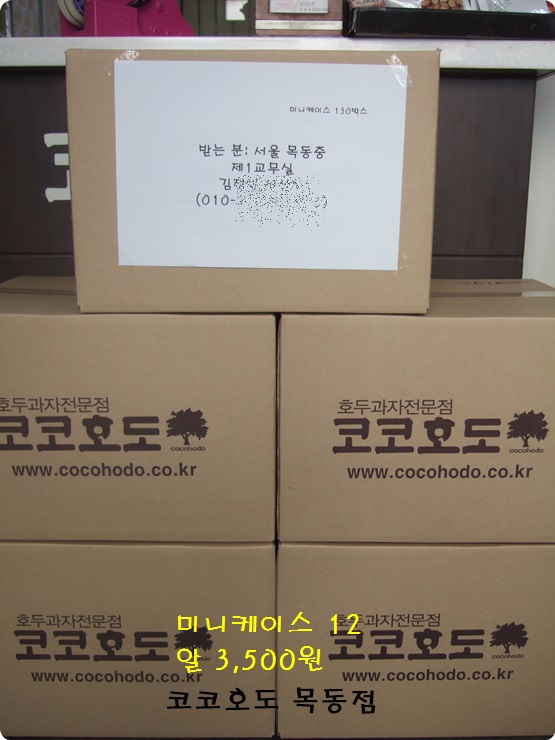 미니케이스 130박스
받는 분: 서울 목동중
제1교무실
(010-
호두과자전문점
코코호도
cocohodo
www.cocohodo.co.kr
호두과자전문점
코코호도
cocohodo
www.cocohodo.co.kr
호두과자전문점
코코호도
cocohodo
www.cocohodo.co.kr
호두과자전문점
코코호도
cocohodo
www.cocohodo.co.kr
미니케이스 12
알 3,500원
코코호도 목동점